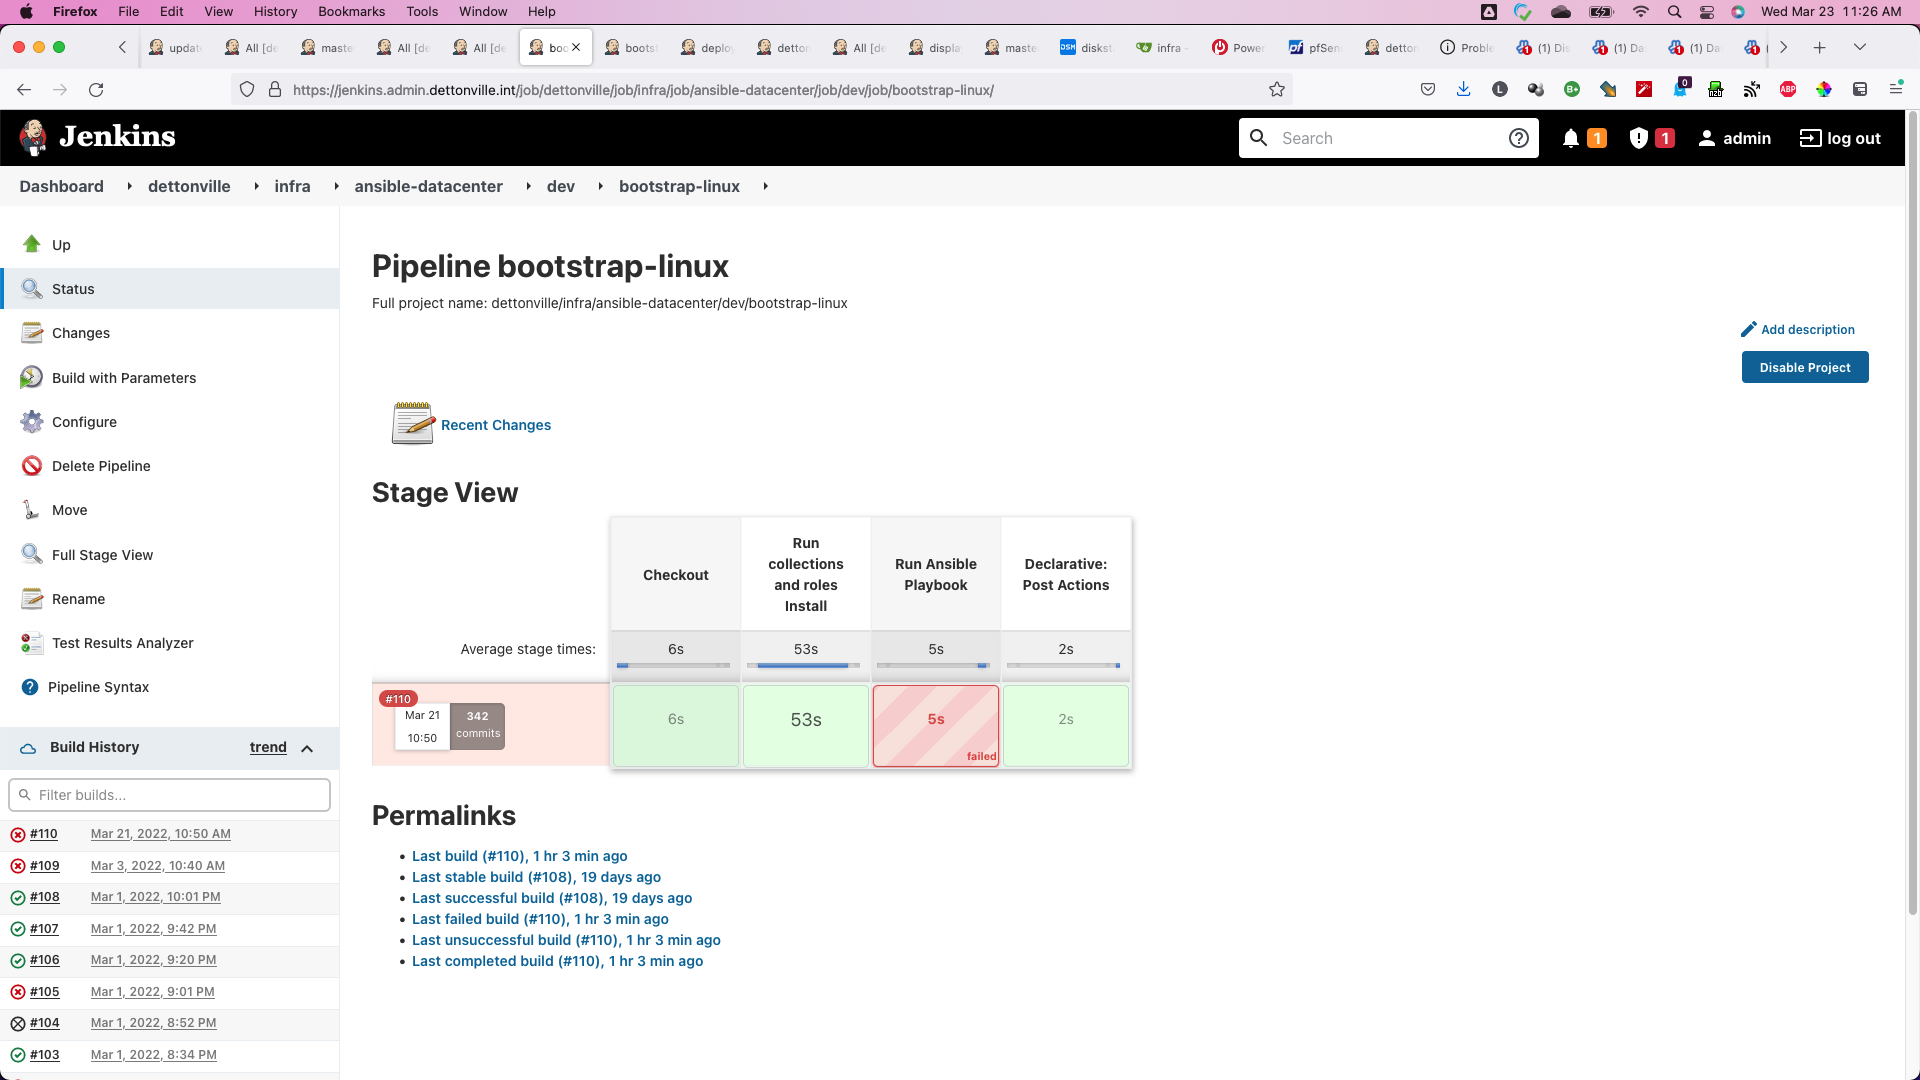 Firefox File Edit View History Bookmarks Tools Window Help Wed Mar 23 11:26 AM
updat All [de maste All [de All [de boo bootst deploy detton All [de display maste DSM disksta infra - Power pfSen detton Proble (1) Dis (1) Da (1) Da
https://jenkins.admin.dettonville.int/job/dettonville/job/infra/job/ansible-datacenter/job/dev/job/bootstrap-linux/
L B+ 0 n2b ABP
Jenkins Search 1 1 admin log out
Dashboard dettonville infra ansible-datacenter dev bootstrap-linux
Up
Status
Changes
Build with Parameters
Configure
Delete Pipeline
Move
Full Stage View
Rename
Test Results Analyzer
Pipeline Syntax
Build History trend
Filter builds...
#110 Mar 21, 2022, 10:50 AM
#109 Mar 3, 2022, 10:40 AM
#108 Mar 1, 2022, 10:01 PM
#107 Mar 1, 2022, 9:42 PM
#106 Mar 1, 2022, 9:20 PM
#105 Mar 1, 2022, 9:01 PM
#104 Mar 1, 2022, 8:52 PM
#103 Mar 1, 2022, 8:34 PM
Pipeline bootstrap-linux
Full project name: dettonville/infra/ansible-datacenter/dev/bootstrap-linux
Add description
Disable Project
Recent Changes
Stage View
Checkout
Run
collections
and roles
Install
Run Ansible
Playbook
Declarative:
Post Actions
Average stage times: 6s 53s 5s 2s
#110
Mar 21
10:50
342
commits
6s 53s 5s 2s
failed
Permalinks
Last build (#110), 1 hr 3 min ago
Last stable build (#108), 19 days ago
Last successful build (#108), 19 days ago
Last failed build (#110), 1 hr 3 min ago
Last unsuccessful build (#110), 1 hr 3 min ago
Last completed build (#110), 1 hr 3 min ago